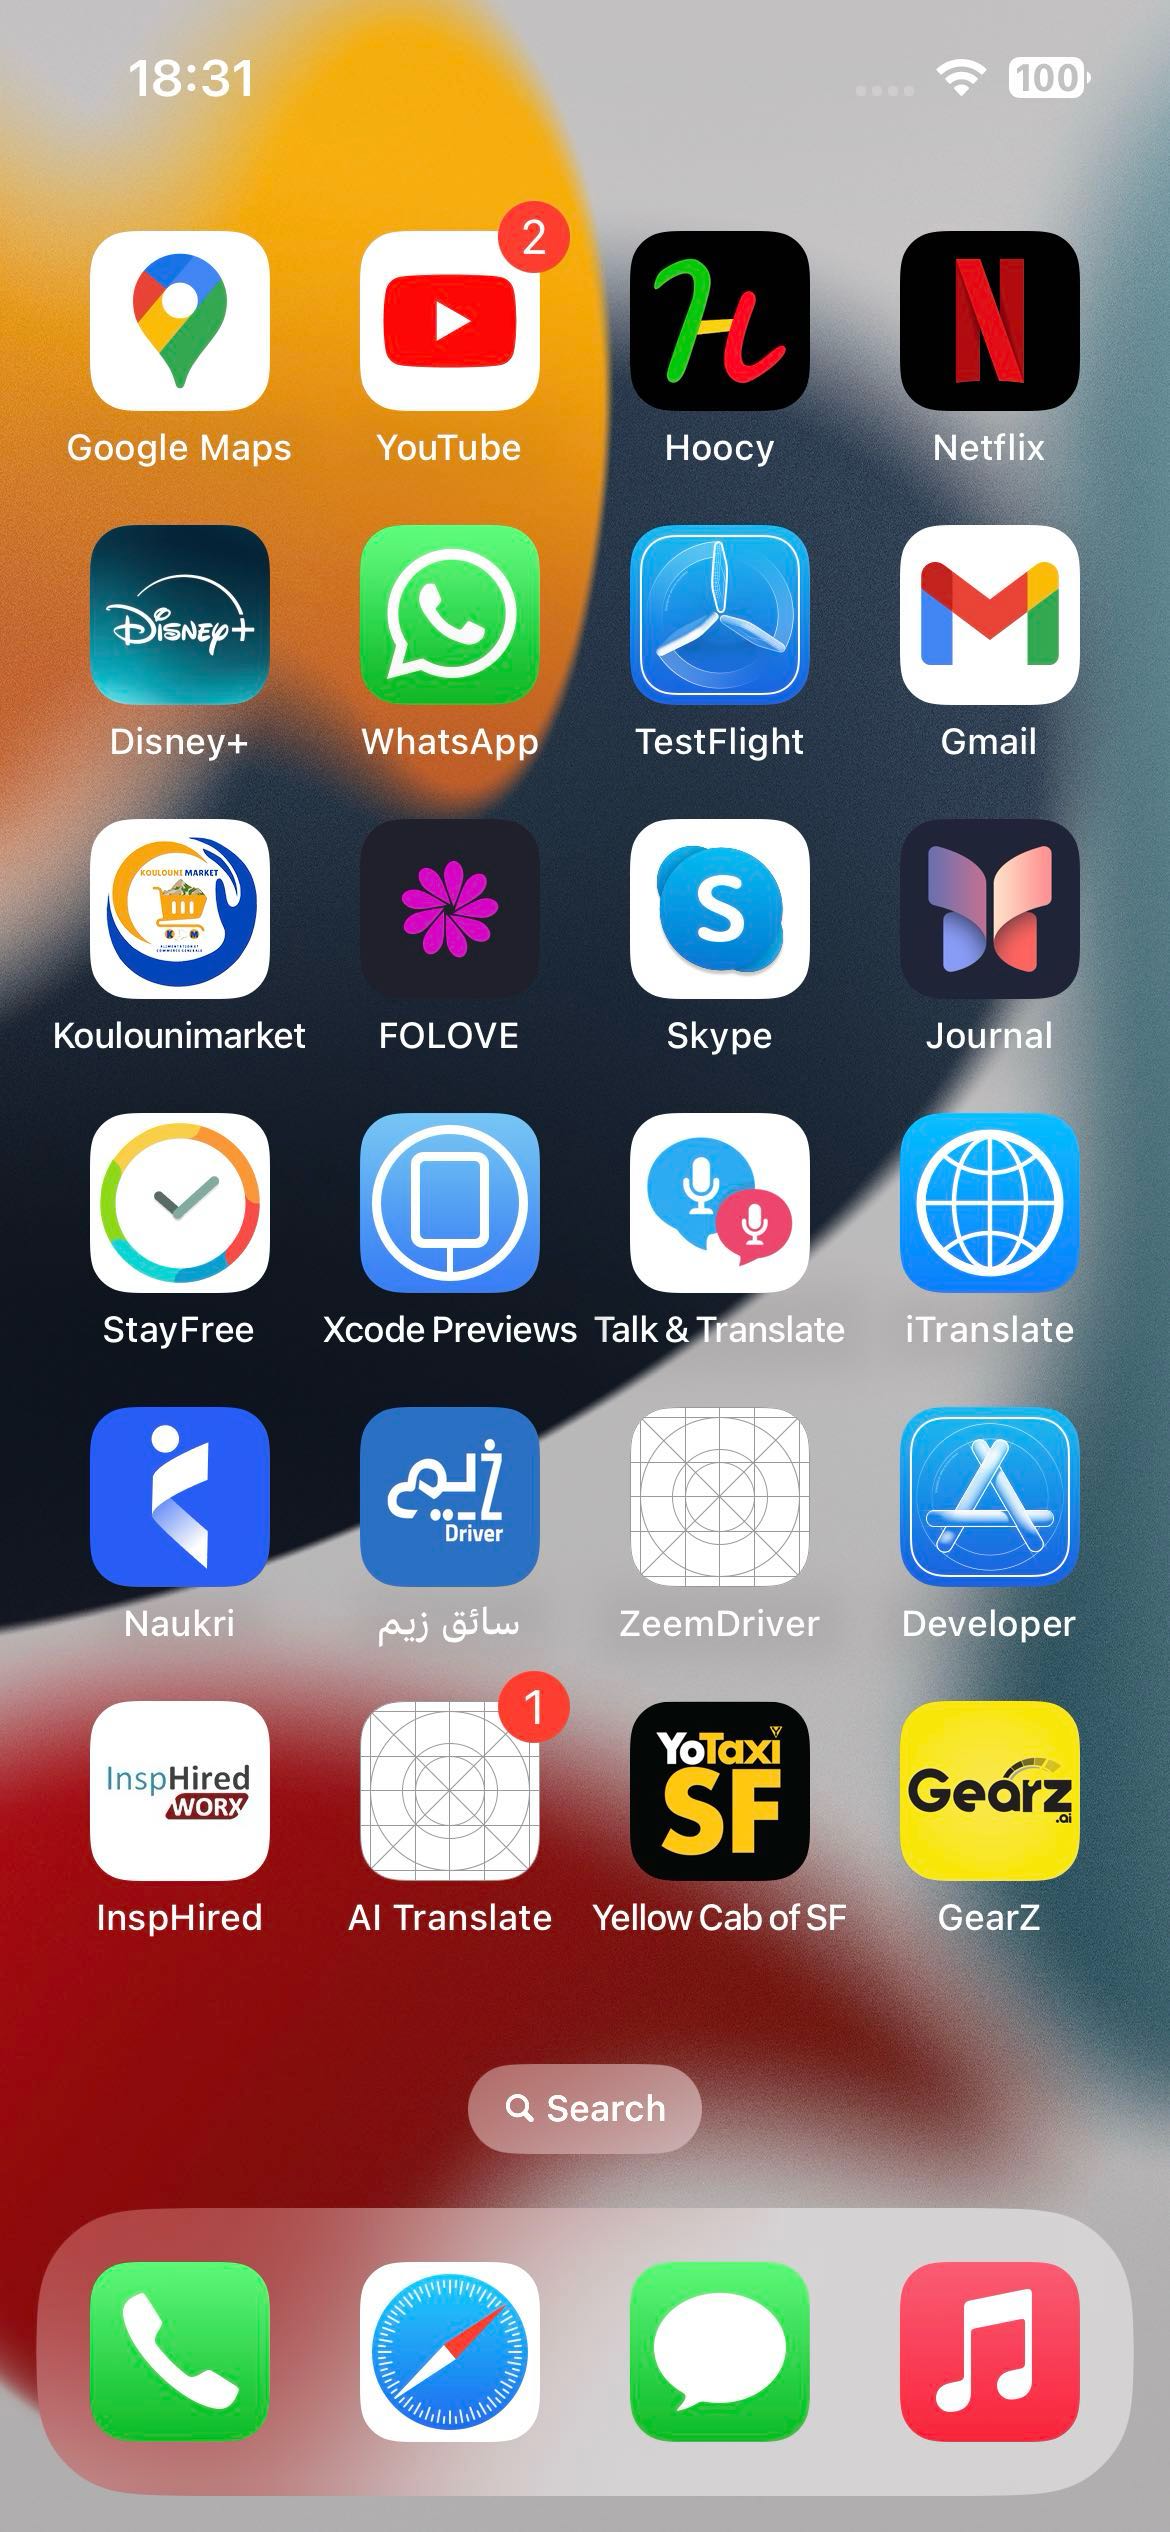 18:31
100
2
Google Maps
YouTube
Hoocy
Netflix
Disney+
Disney+
WhatsApp
TestFlight
Gmail
KOULOUNI MARKET
K M
S
Koulounimarket
FOLOVE
Skype
Journal
StayFree
Xcode Previews
Talk & Translate
iTranslate
زيم
Driver
Naukri
سائق زيم
ZeemDriver
Developer
1
InspHired
WORX
YoTaxi
SF
Gearz
.ai
InspHired
AI Translate
Yellow Cab of SF
GearZ
Search